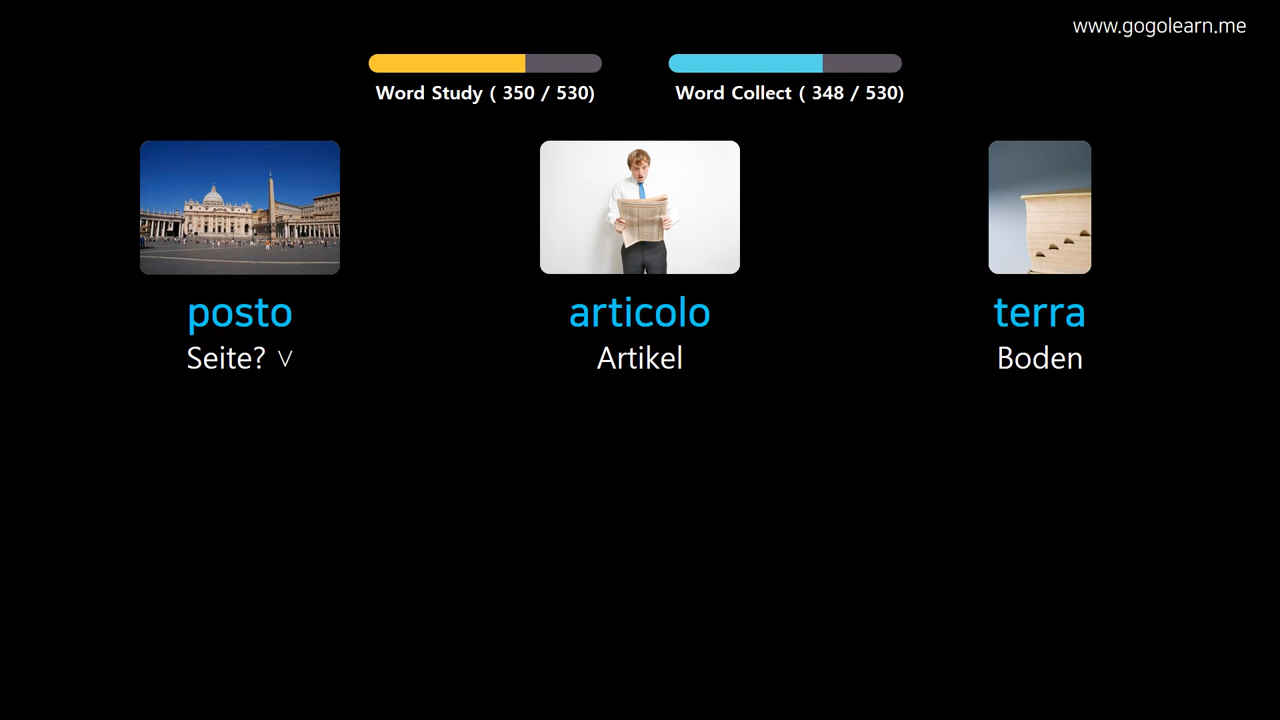 www.gogolearn.me
Word Study ( 350 / 530)
Word Collect ( 348 / 530)
posto
articolo
terra
Seite? ∨
Artikel
Boden